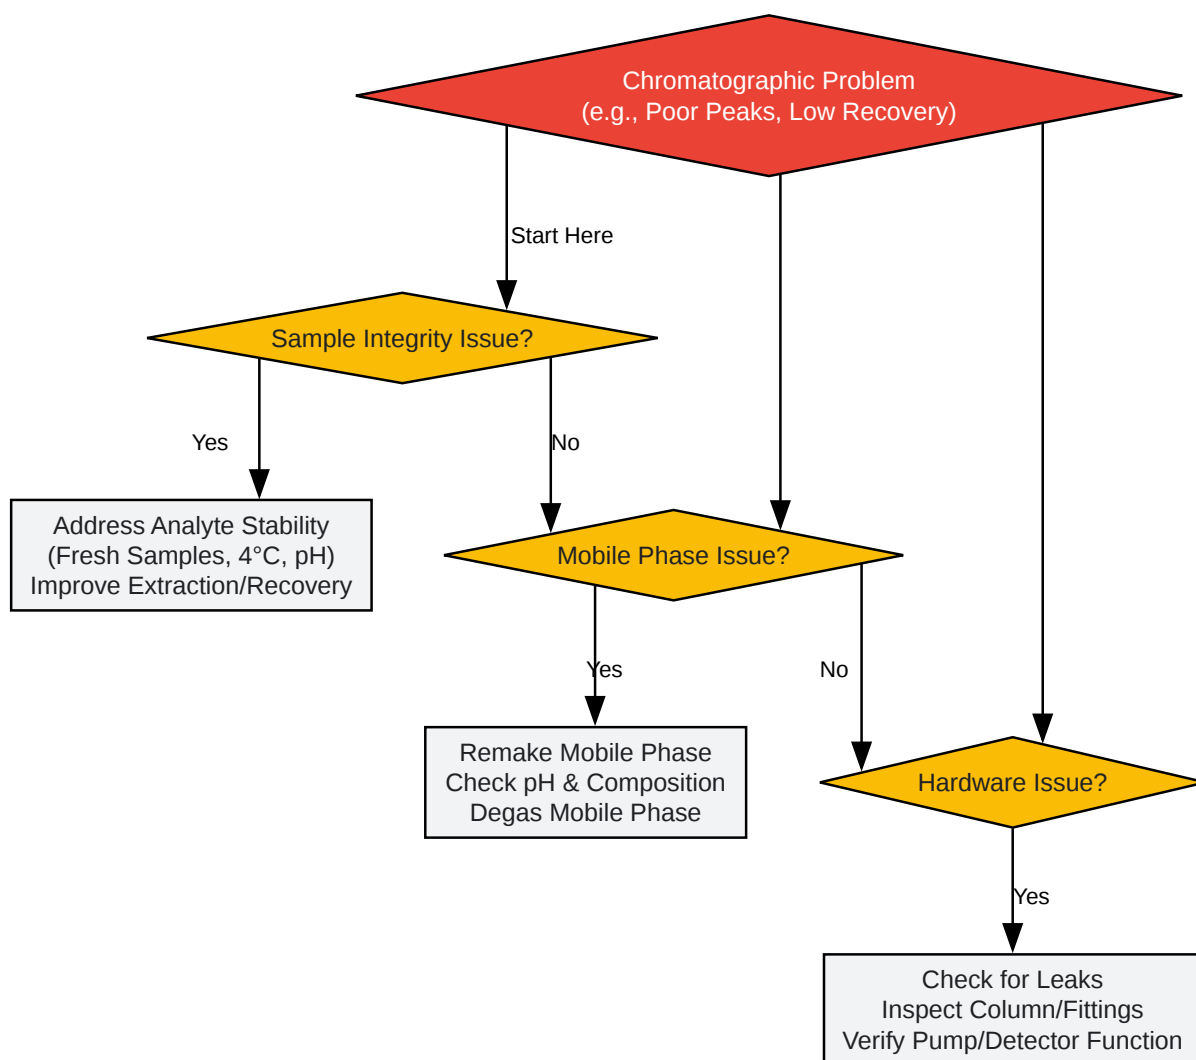 Chromatographic Problem
(e.g., Poor Peaks, Low Recovery)
Start Here
Sample Integrity Issue?
Yes
No
Address Analyte Stability
(Fresh Samples, 4°C, pH)
Improve Extraction/Recovery
Mobile Phase Issue?
Yes
No
Remake Mobile Phase
Check pH & Composition
Degas Mobile Phase
Hardware Issue?
Yes
Check for Leaks
Inspect Column/Fittings
Verify Pump/Detector Function